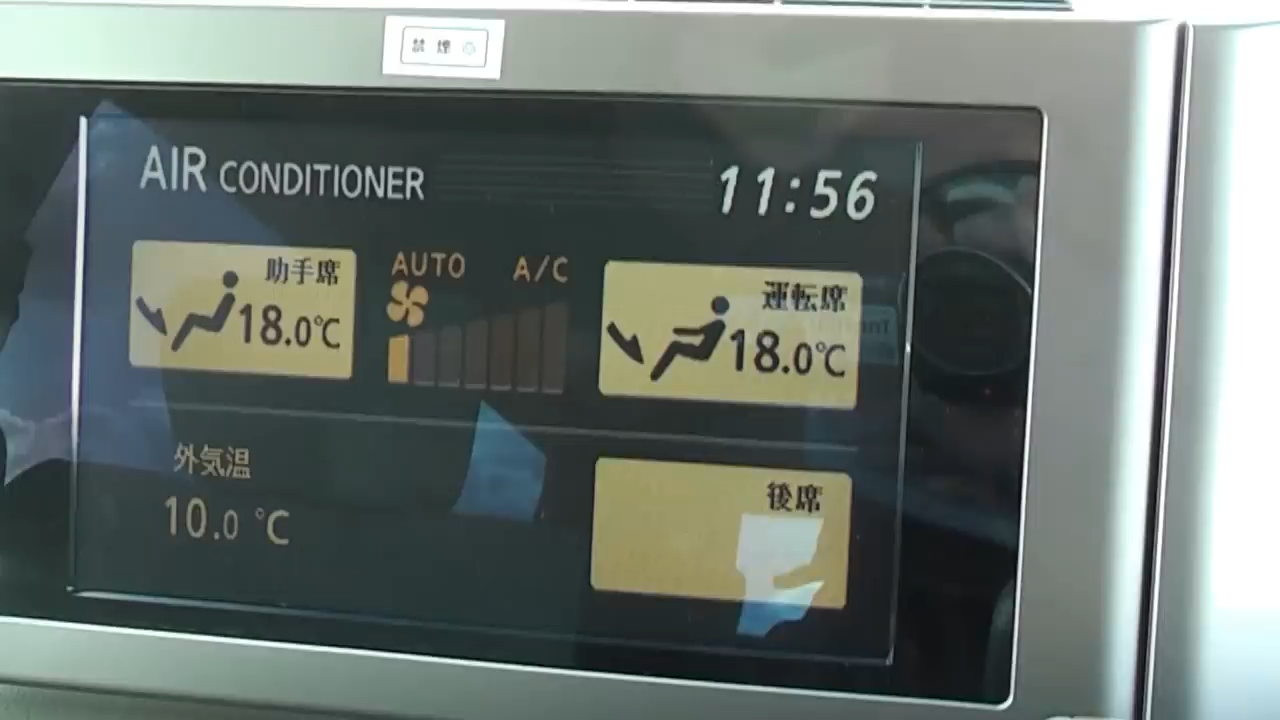 禁煙
AIR CONDITIONER
11:56
助手席
18.0℃
AUTO A/C
運転席
18.0℃
外気温
10.0 ℃
後席